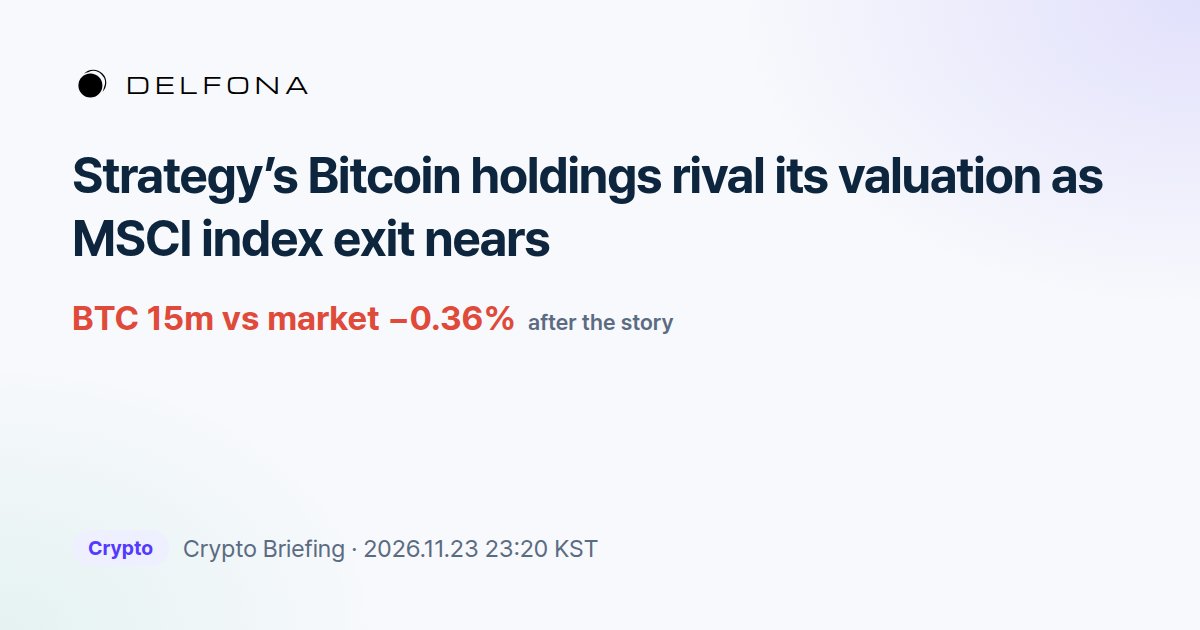 DELFONA
Strategy’s Bitcoin holdings rival its valuation as
MSCI index exit nears
BTC 15m vs market −0.36% after the story
Crypto Crypto Briefing · 2026.11.23 23:20 KST